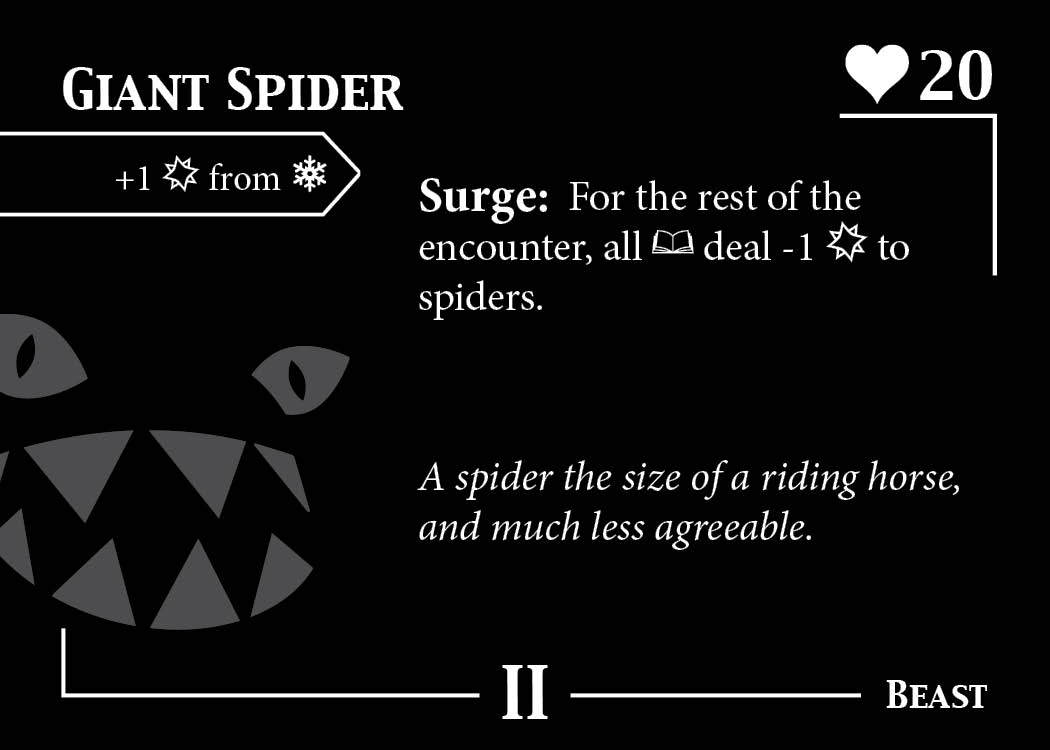 Giant Spider
20
+1 from
Surge: For the rest of the
encounter, all deal -1 to
spiders.
A spider the size of a riding horse,
and much less agreeable.
II
Beast